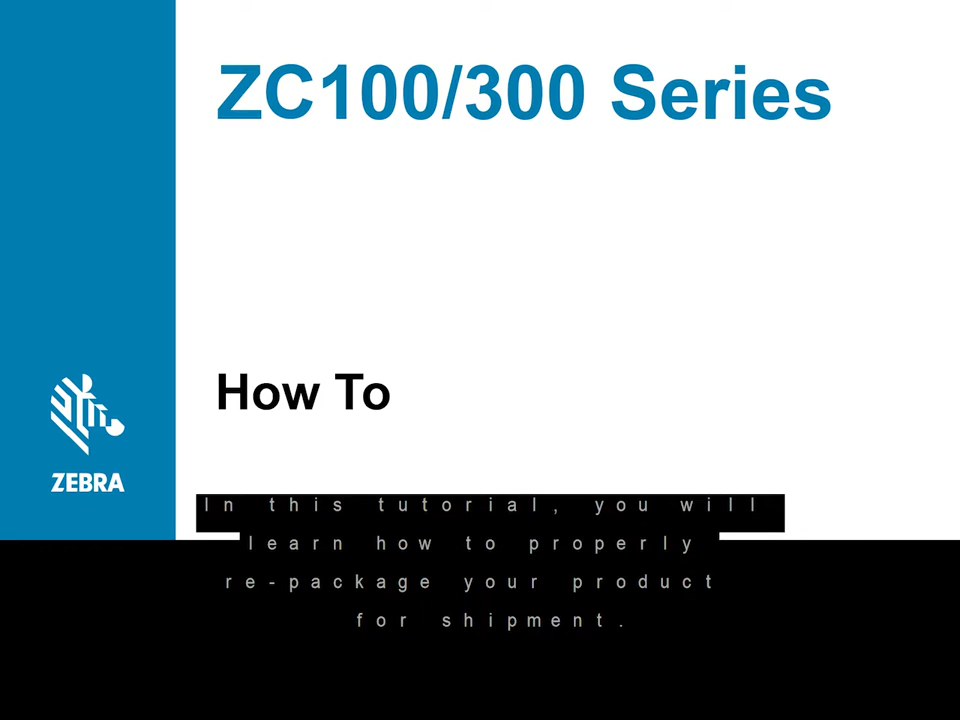 ZC100/300 Series
How To
ZEBRA
In this tutorial, you will
learn how to properly
re-package your product
for shipment.